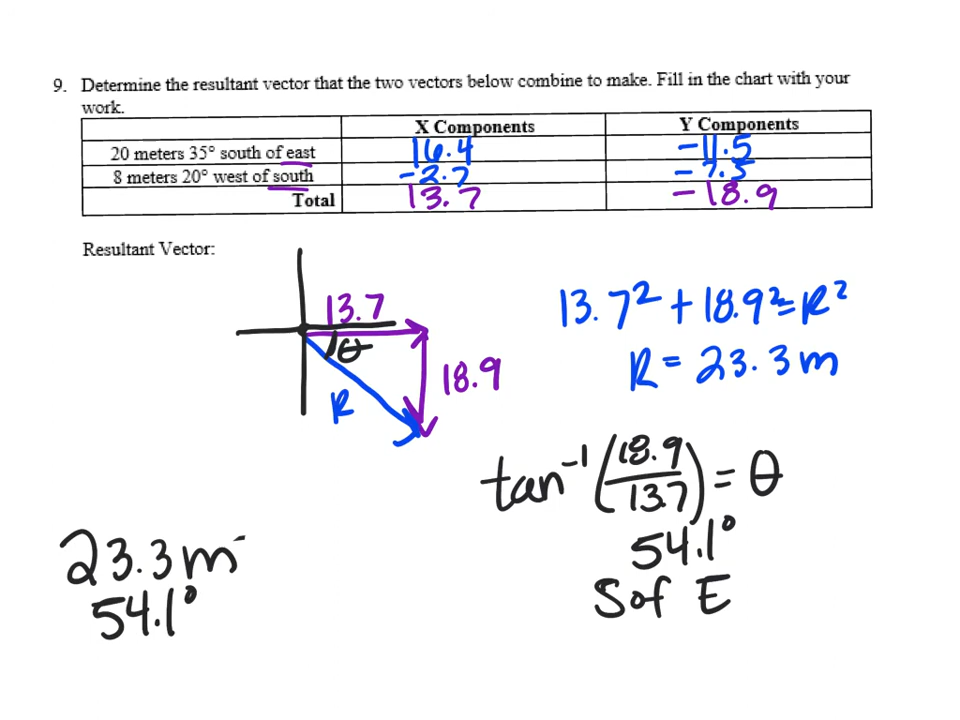 9. Determine the resultant vector that the two vectors below combine to make. Fill in the chart with your
work.
X Components Y Components
20 meters 35° south of east 16.4 -11.5
8 meters 20° west of south -2.7 -7.5
Total 13.7 -18.9
Resultant Vector:
13.7
θ
18.9
R
13.7² + 18.9² = R²
R = 23.3 m
tan⁻¹ (18.9/13.7) = θ
54.1°
S of E
23.3 m
54.1°